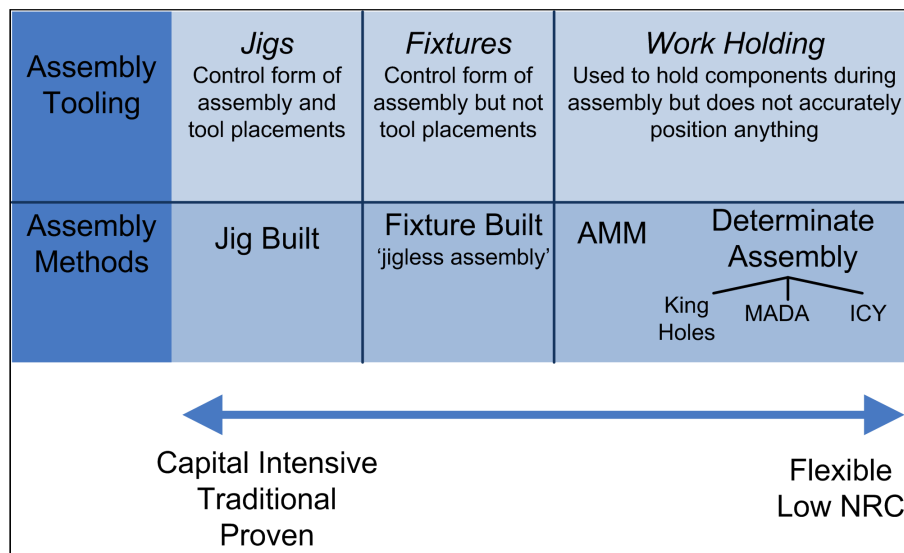 Assembly
Tooling
Jigs
Control form of
assembly and
tool placements
Fixtures
Control form of
assembly but not
tool placements
Work Holding
Used to hold components during
assembly but does not accurately
position anything
Assembly
Methods
Jig Built
Fixture Built
'jigless assembly'
AMM
Determinate
Assembly
King
Holes
MADA
ICY
Capital Intensive
Traditional
Proven
Flexible
Low NRC